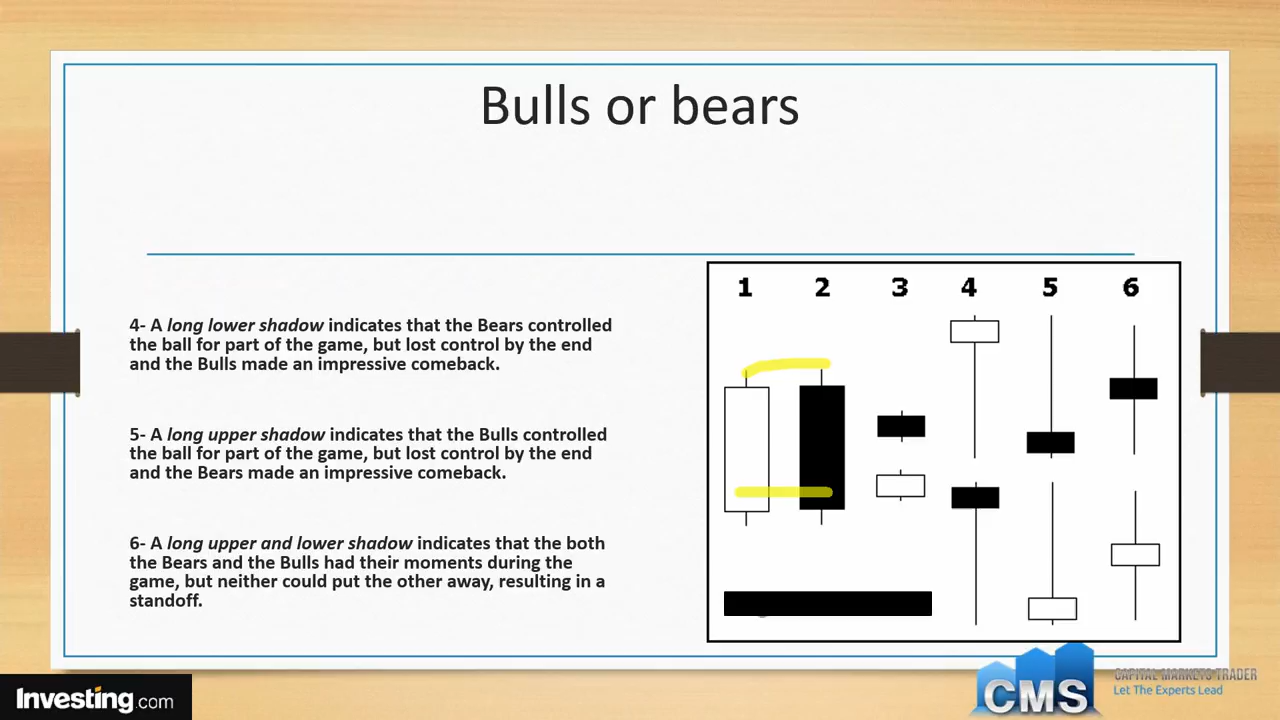 Bulls or bears
4- A long lower shadow indicates that the Bears controlled
the ball for part of the game, but lost control by the end
and the Bulls made an impressive comeback.
5- A long upper shadow indicates that the Bulls controlled
the ball for part of the game, but lost control by the end
and the Bears made an impressive comeback.
6- A long upper and lower shadow indicates that the both
the Bears and the Bulls had their moments during the
game, but neither could put the other away, resulting in a
standoff.
1 2 3 4 5 6
Investing.com
CMS
CAPITAL MARKETS TRADER
Let The Experts Lead